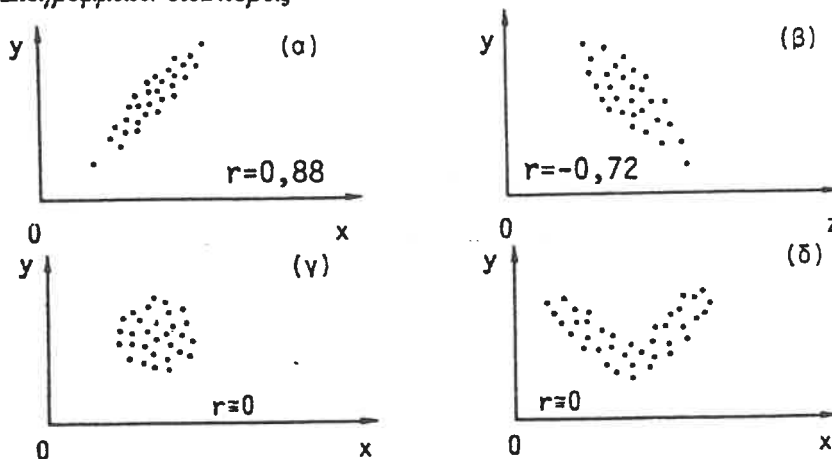 y (α) y (β)
r=0,88 r=-0,72
0 x 0
y (γ) y (δ)
r≅0 r≅0
0 x 0 x